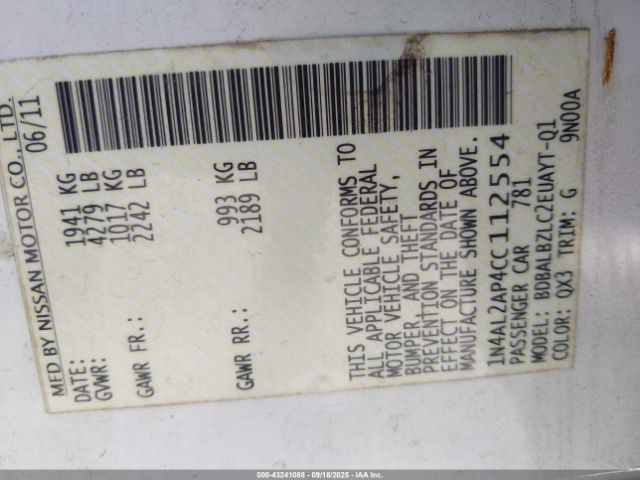 MFD BY NISSAN MOTOR CO., LTD.
DATE: 06/11
GVWR: 1941 KG
4279 LB
GAWR FR.: 1017 KG
2242 LB
GAWR RR.: 993 KG
2189 LB
THIS VEHICLE CONFORMS TO
ALL APPLICABLE FEDERAL
MOTOR VEHICLE SAFETY,
BUMPER, AND THEFT
PREVENTION STANDARDS IN
EFFECT ON THE DATE OF
MANUFACTURE SHOWN ABOVE.
1N4AL2AP4CC112554
PASSENGER CAR 781
MODEL: BDBALBZLCZEUAYT-Q1
COLOR: QX3 TRIM: G 9N00A
000-43241088 - 09/18/2025 - IAA Inc.